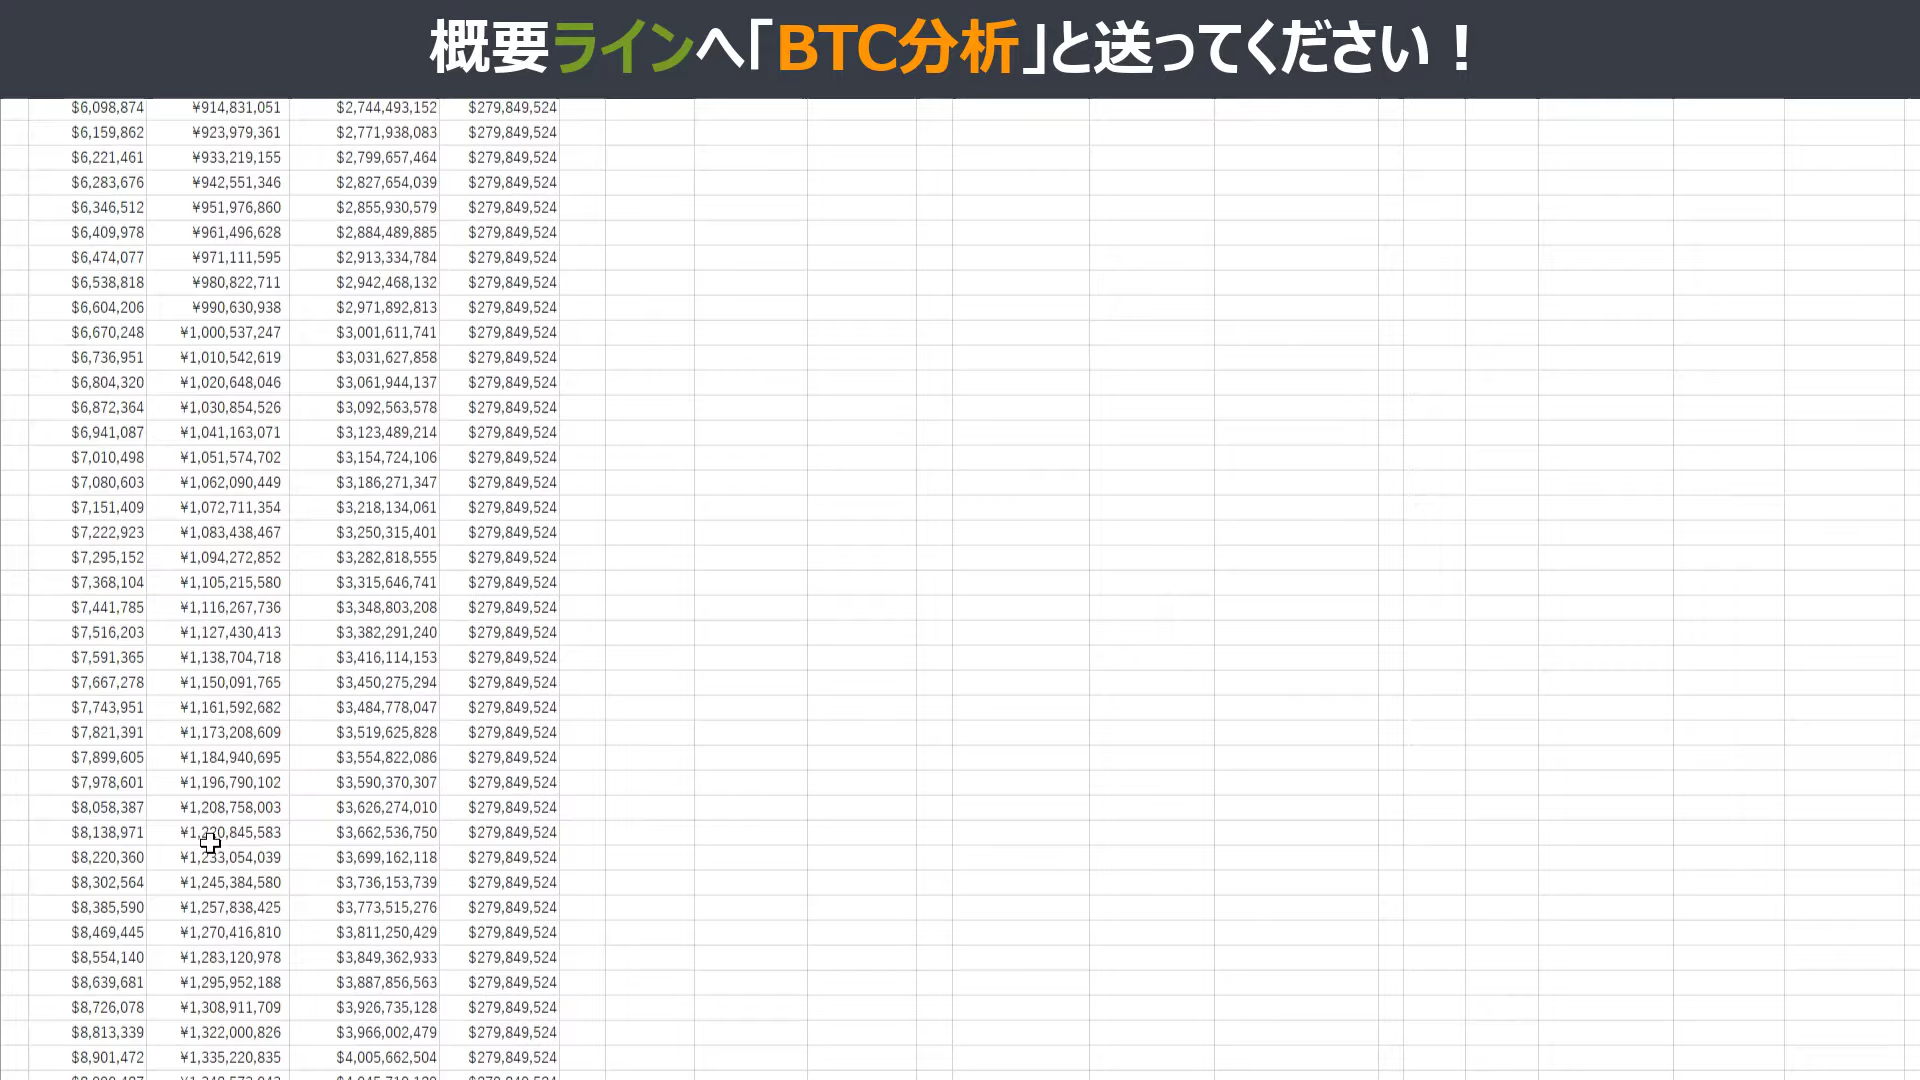 概要ラインへ「BTC分析」と送ってください！
$6,098,874 ¥914,831,051 $2,744,493,152 $279,849,524
$6,159,862 ¥923,979,361 $2,771,938,083 $279,849,524
$6,221,461 ¥933,219,155 $2,799,657,464 $279,849,524
$6,283,676 ¥942,551,346 $2,827,654,039 $279,849,524
$6,346,512 ¥951,976,860 $2,855,930,579 $279,849,524
$6,409,978 ¥961,496,628 $2,884,489,885 $279,849,524
$6,474,077 ¥971,111,595 $2,913,334,784 $279,849,524
$6,538,818 ¥980,822,711 $2,942,468,132 $279,849,524
$6,604,206 ¥990,630,938 $2,971,892,813 $279,849,524
$6,670,248 ¥1,000,537,247 $3,001,611,741 $279,849,524
$6,736,951 ¥1,010,542,619 $3,031,627,858 $279,849,524
$6,804,320 ¥1,020,648,046 $3,061,944,137 $279,849,524
$6,872,364 ¥1,030,854,526 $3,092,563,578 $279,849,524
$6,941,087 ¥1,041,163,071 $3,123,489,214 $279,849,524
$7,010,498 ¥1,051,574,702 $3,154,724,106 $279,849,524
$7,080,603 ¥1,062,090,449 $3,186,271,347 $279,849,524
$7,151,409 ¥1,072,711,354 $3,218,134,061 $279,849,524
$7,222,923 ¥1,083,438,467 $3,250,315,401 $279,849,524
$7,295,152 ¥1,094,272,852 $3,282,818,555 $279,849,524
$7,368,104 ¥1,105,215,580 $3,315,646,741 $279,849,524
$7,441,785 ¥1,116,267,736 $3,348,803,208 $279,849,524
$7,516,203 ¥1,127,430,413 $3,382,291,240 $279,849,524
$7,591,365 ¥1,138,704,718 $3,416,114,153 $279,849,524
$7,667,278 ¥1,150,091,765 $3,450,275,294 $279,849,524
$7,743,951 ¥1,161,592,682 $3,484,778,047 $279,849,524
$7,821,391 ¥1,173,208,609 $3,519,625,828 $279,849,524
$7,899,605 ¥1,184,940,695 $3,554,822,086 $279,849,524
$7,978,601 ¥1,196,790,102 $3,590,370,307 $279,849,524
$8,058,387 ¥1,208,758,003 $3,626,274,010 $279,849,524
$8,138,971 ¥1,220,845,583 $3,662,536,750 $279,849,524
$8,220,360 ¥1,233,054,039 $3,699,162,118 $279,849,524
$8,302,564 ¥1,245,384,580 $3,736,153,739 $279,849,524
$8,385,590 ¥1,257,838,425 $3,773,515,276 $279,849,524
$8,469,445 ¥1,270,416,810 $3,811,250,429 $279,849,524
$8,554,140 ¥1,283,120,978 $3,849,362,933 $279,849,524
$8,639,681 ¥1,295,952,188 $3,887,856,563 $279,849,524
$8,726,078 ¥1,308,911,709 $3,926,735,128 $279,849,524
$8,813,339 ¥1,322,000,826 $3,966,002,479 $279,849,524
$8,901,472 ¥1,335,220,835 $4,005,662,504 $279,849,524